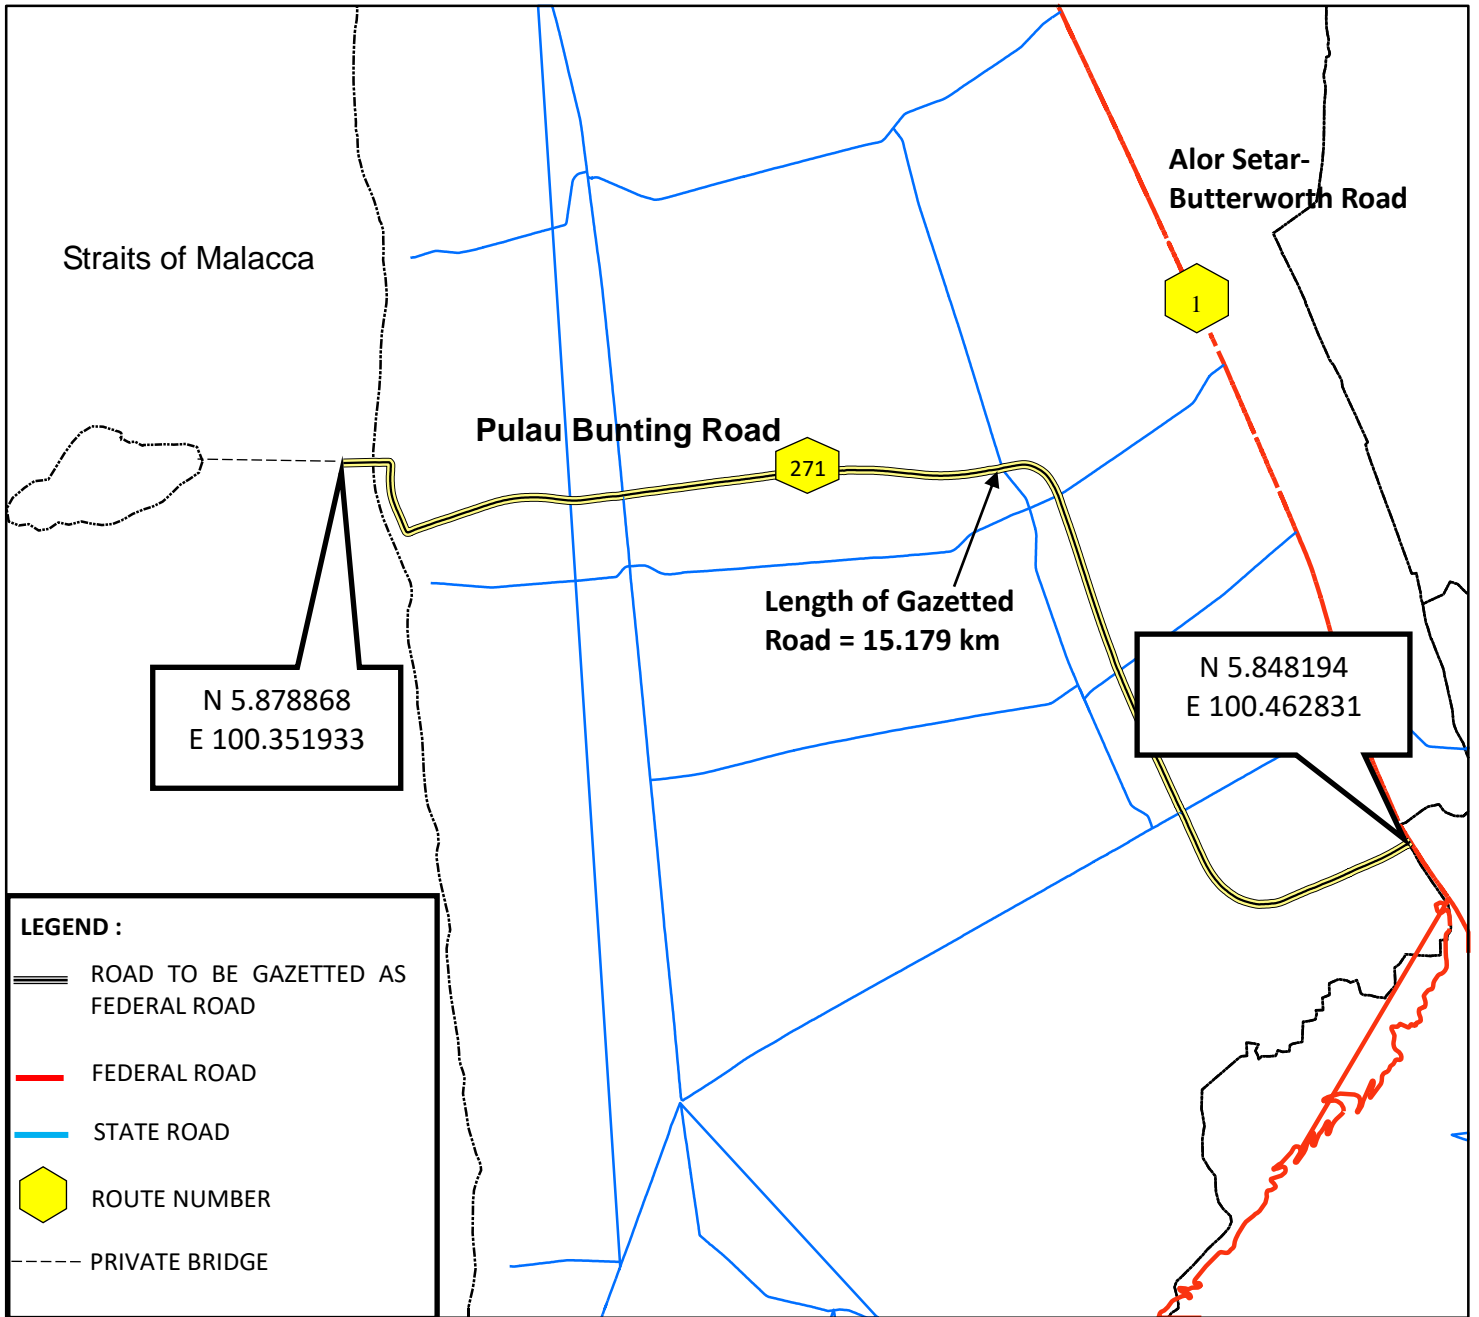 Alor Setar-
Butterworth Road
Straits of Malacca
1
Pulau Bunting Road
271
Length of Gazetted
Road = 15.179 km
N 5.848194
E 100.462831
N 5.878868
E 100.351933
LEGEND :
ROAD TO BE GAZETTED AS
FEDERAL ROAD
FEDERAL ROAD
STATE ROAD
ROUTE NUMBER
PRIVATE BRIDGE